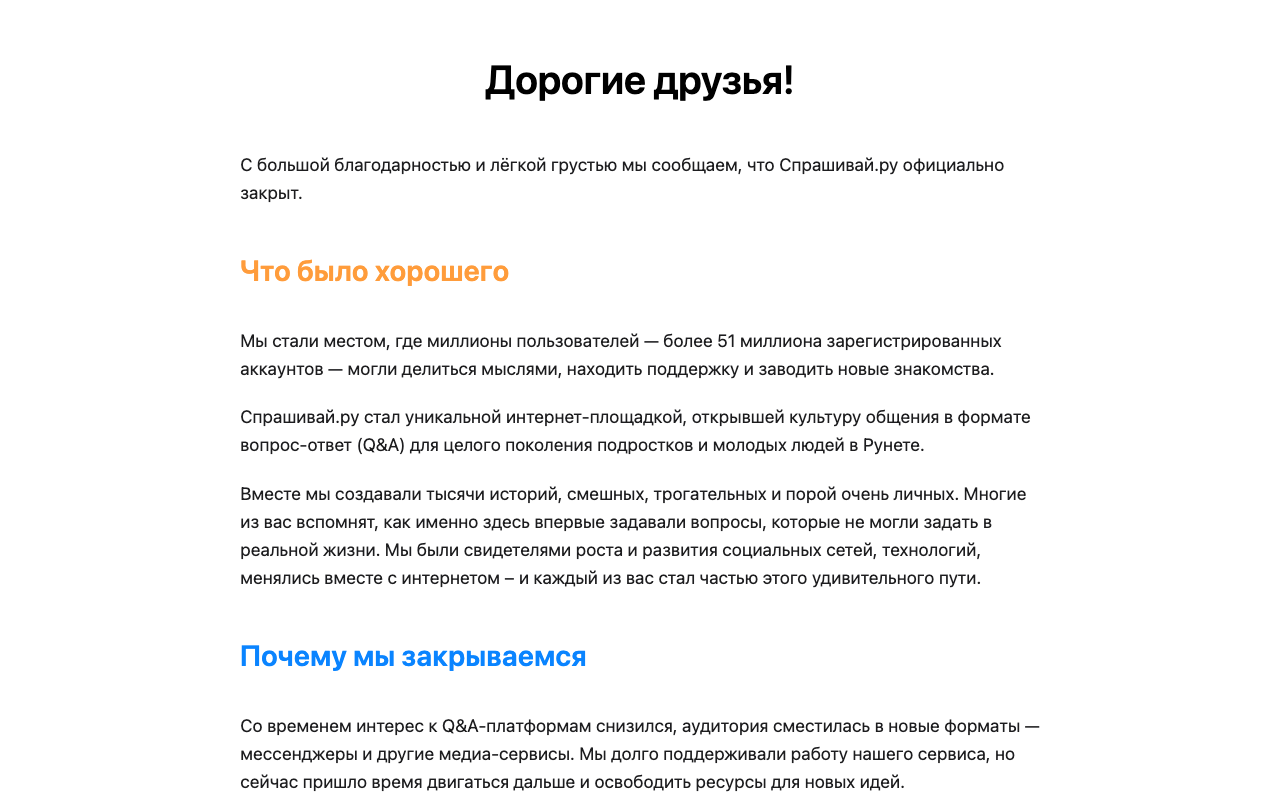 Дорогие друзья!
С большой благодарностью и лёгкой грустью мы сообщаем, что Спрашивай.ру официально
закрыт.
Что было хорошего
Мы стали местом, где миллионы пользователей — более 51 миллиона зарегистрированных
аккаунтов — могли делиться мыслями, находить поддержку и заводить новые знакомства.
Спрашивай.ру стал уникальной интернет-площадкой, открывшей культуру общения в формате
вопрос-ответ (Q&A) для целого поколения подростков и молодых людей в Рунете.
Вместе мы создавали тысячи историй, смешных, трогательных и порой очень личных. Многие
из вас вспомнят, как именно здесь впервые задавали вопросы, которые не могли задать в
реальной жизни. Мы были свидетелями роста и развития социальных сетей, технологий,
менялись вместе с интернетом – и каждый из вас стал частью этого удивительного пути.
Почему мы закрываемся
Со временем интерес к Q&A-платформам снизился, аудитория сместилась в новые форматы —
мессенджеры и другие медиа-сервисы. Мы долго поддерживали работу нашего сервиса, но
сейчас пришло время двигаться дальше и освободить ресурсы для новых идей.